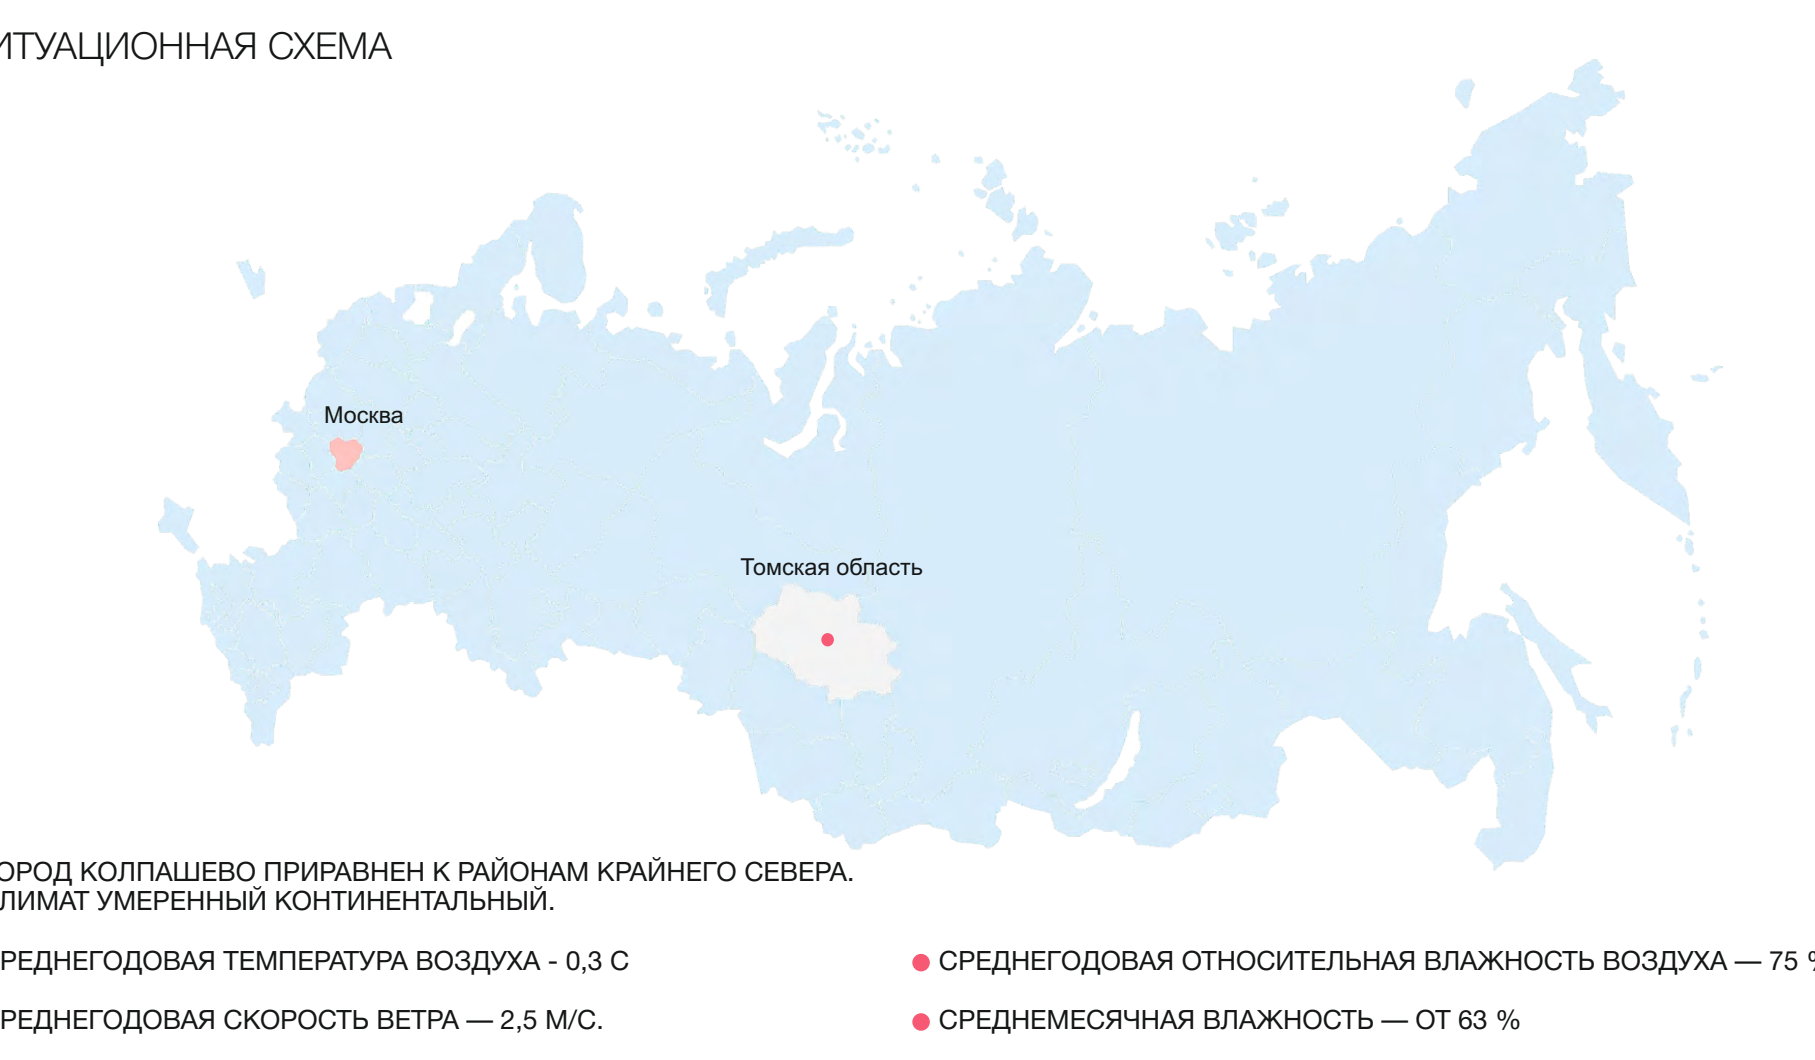 ИТУАЦИОННАЯ СХЕМА
Москва
Томская область
ОРОД КОЛПАШЕВО ПРИРАВНЕН К РАЙОНАМ КРАЙНЕГО СЕВЕРА.
ЛИМАТ УМЕРЕННЫЙ КОНТИНЕНТАЛЬНЫЙ.
РЕДНЕГОДОВАЯ ТЕМПЕРАТУРА ВОЗДУХА - 0,3 С
СРЕДНЕГОДОВАЯ ОТНОСИТЕЛЬНАЯ ВЛАЖНОСТЬ ВОЗДУХА — 75 %
РЕДНЕГОДОВАЯ СКОРОСТЬ ВЕТРА — 2,5 М/С.
СРЕДНЕМЕСЯЧНАЯ ВЛАЖНОСТЬ — ОТ 63 %